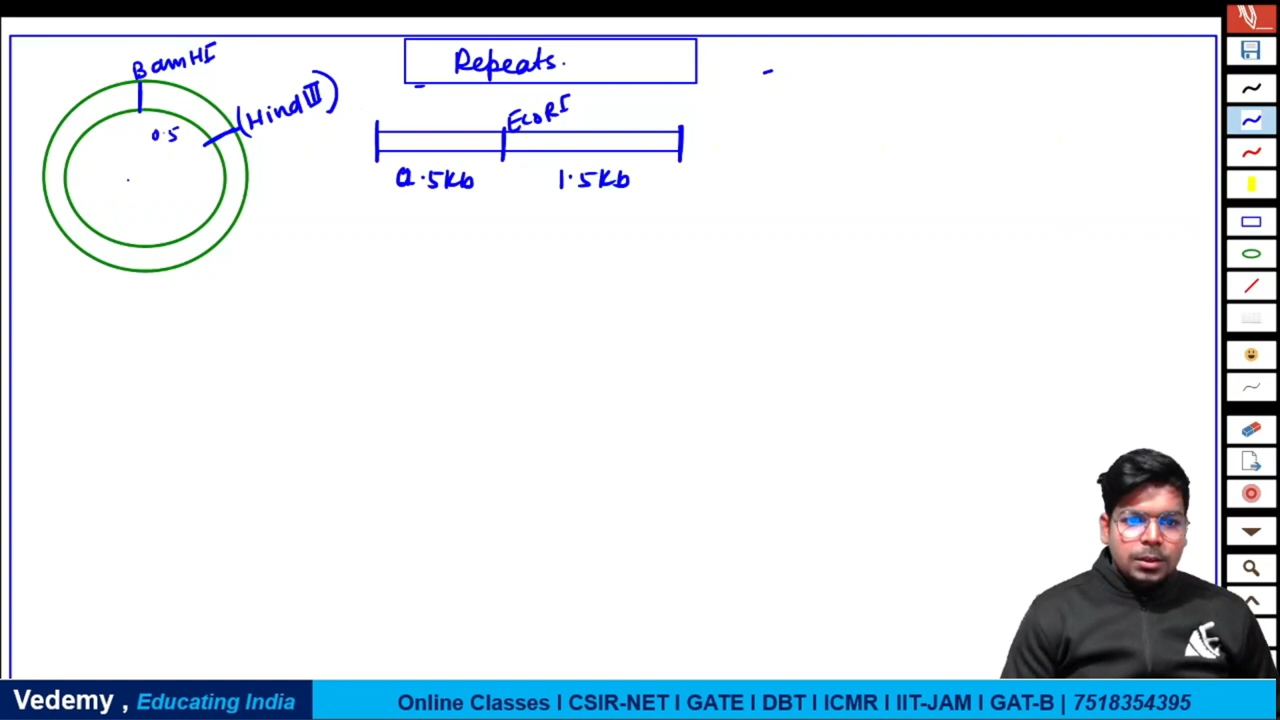 BamHI
(HindIII)
0.5
Repeats.
EcoRI
0.5Kb 1.5Kb
Vedemy , Educating India
Online Classes I CSIR-NET I GATE I DBT I ICMR I IIT-JAM I GAT-B | 7518354395